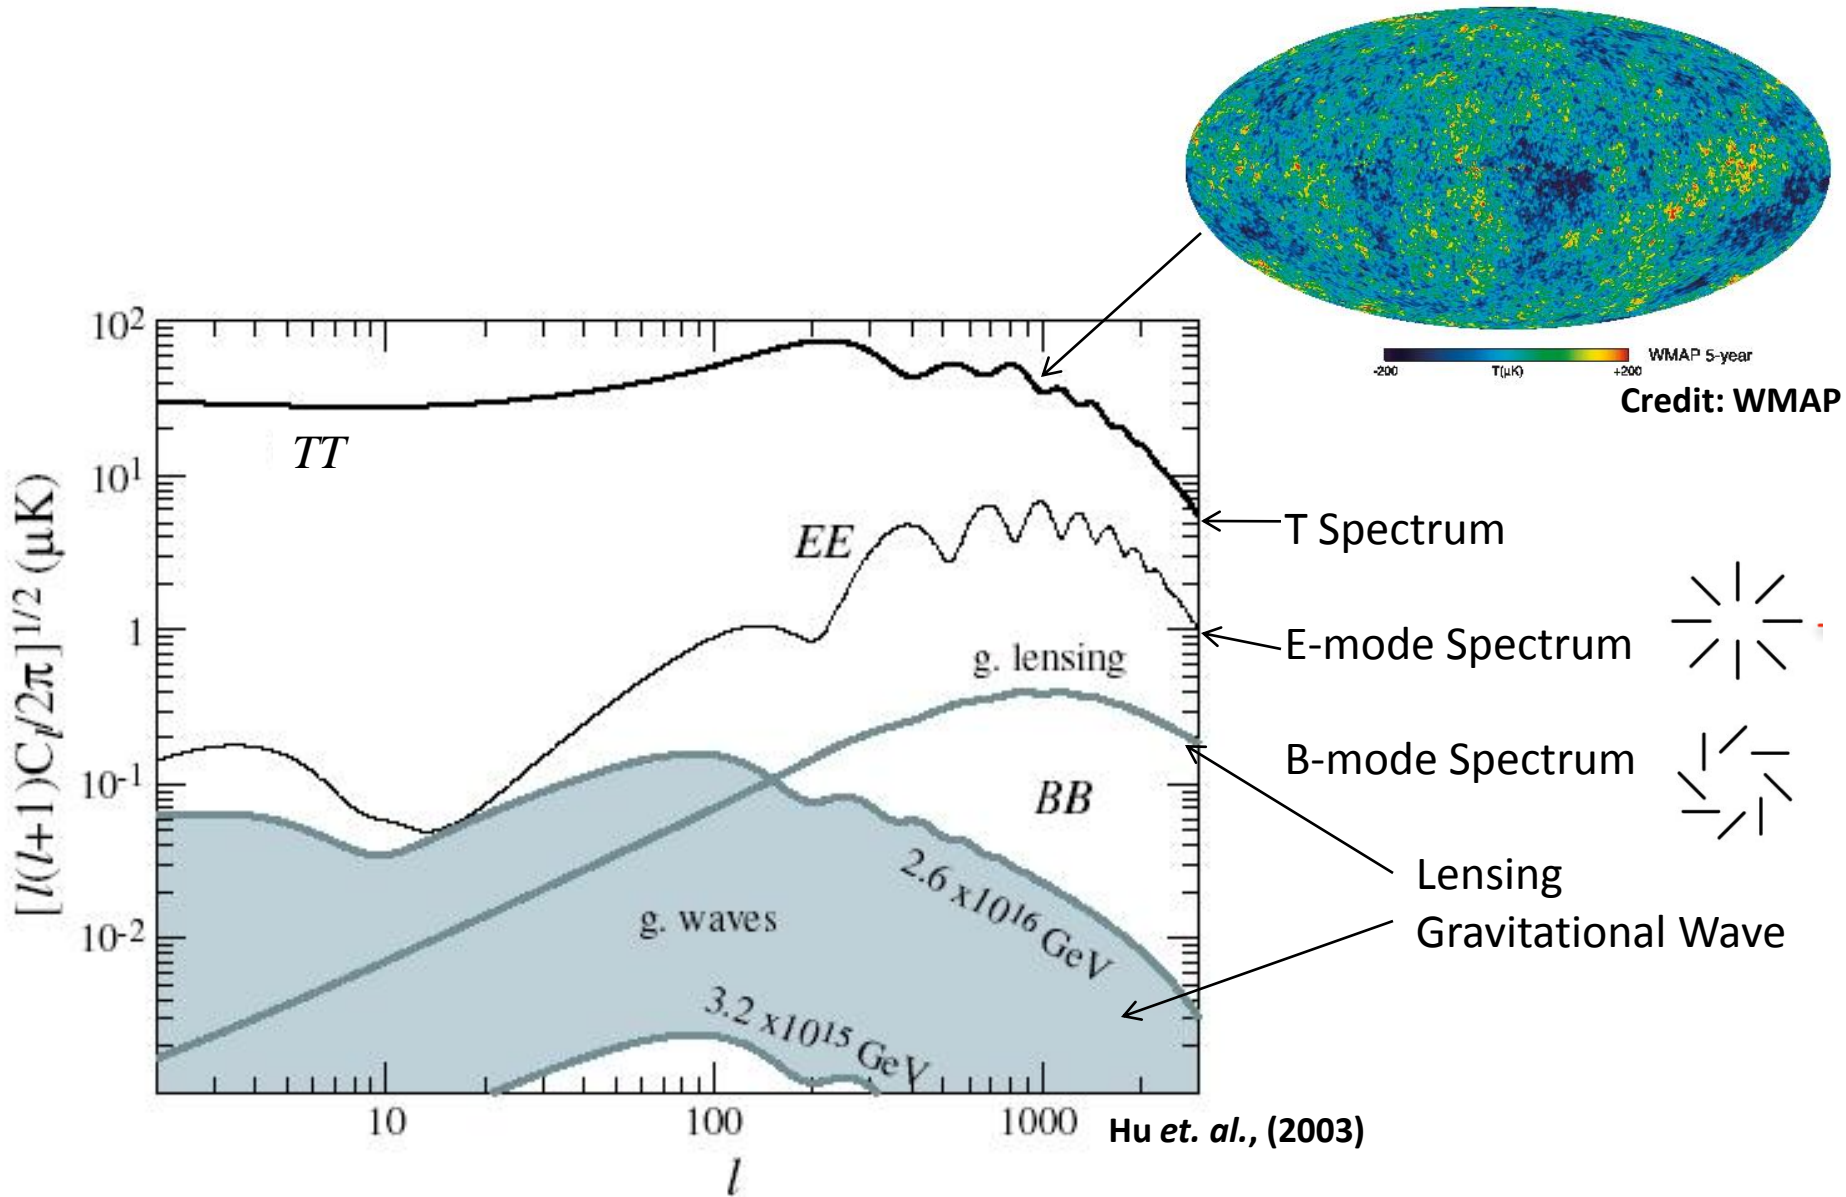 -200
T(μK)
+200
WMAP 5-year
Credit: WMAP
10²
10¹
1
10⁻¹
10⁻²
[l(l+1)Cl/2π]¹/² (μK)
TT
EE
g. lensing
BB
g. waves
2.6 x10¹⁶ GeV
3.2 x10¹⁵ GeV
T Spectrum
E-mode Spectrum
B-mode Spectrum
Lensing
Gravitational Wave
10
100
1000
l
Hu et. al., (2003)